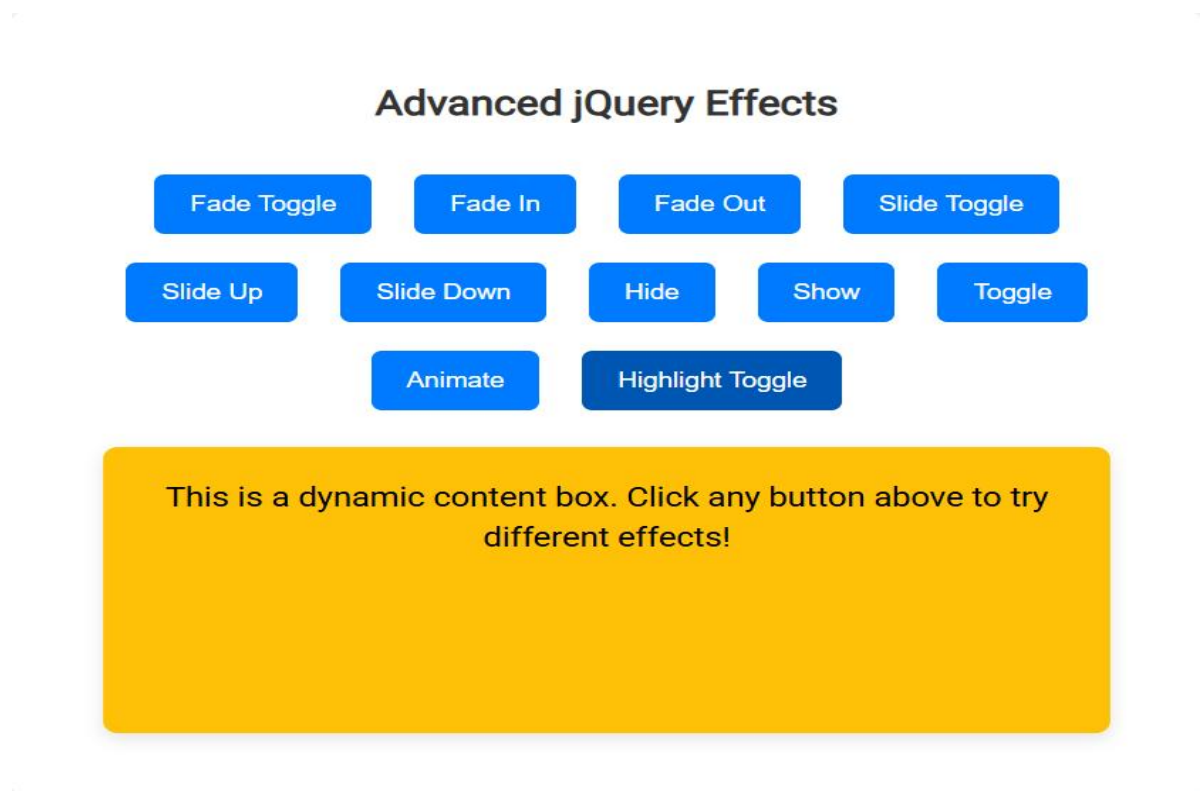 Advanced jQuery Effects
Fade Toggle Fade In Fade Out Slide Toggle
Slide Up Slide Down Hide Show Toggle
Animate Highlight Toggle
This is a dynamic content box. Click any button above to try
different effects!